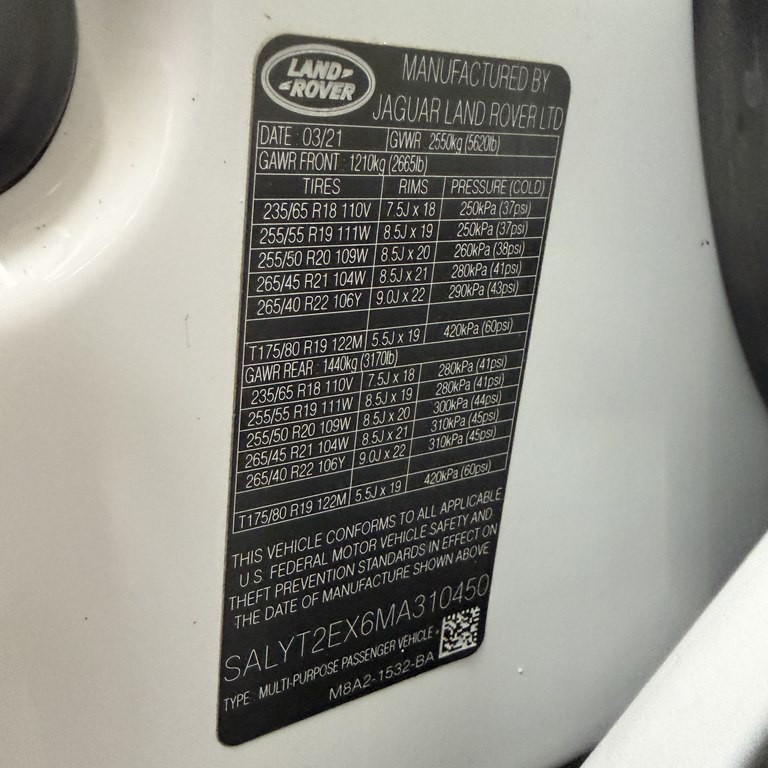 LAND ROVER
MANUFACTURED BY
JAGUAR LAND ROVER LTD
DATE : 03/21 GVWR 2550kg (5620lb)
GAWR FRONT : 1210kg (2665lb)
TIRES RIMS PRESSURE (COLD)
235/65 R18 110V 7.5J x 18 250kPa (37psi)
255/55 R19 111W 8.5J x 19 250kPa (37psi)
255/50 R20 109W 8.5J x 20 260kPa (38psi)
265/45 R21 104W 8.5J x 21 280kPa (41psi)
265/40 R22 106Y 9.0J x 22 290kPa (43psi)
T175/80 R19 122M 5.5J x 19 420kPa (60psi)
GAWR REAR : 1440kg (3170lb)
235/65 R18 110V 7.5J x 18 280kPa (41psi)
255/55 R19 111W 8.5J x 19 280kPa (41psi)
255/50 R20 109W 8.5J x 20 300kPa (44psi)
265/45 R21 104W 8.5J x 21 310kPa (45psi)
265/40 R22 106Y 9.0J x 22 310kPa (45psi)
T175/80 R19 122M 5.5J x 19 420kPa (60psi)
THIS VEHICLE CONFORMS TO ALL APPLICABLE
U.S. FEDERAL MOTOR VEHICLE SAFETY AND
THEFT PREVENTION STANDARDS IN EFFECT ON
THE DATE OF MANUFACTURE SHOWN ABOVE
SALYT2EX6MA310450
TYPE: MULTI-PURPOSE PASSENGER VEHICLE
M8A2-1532-BA